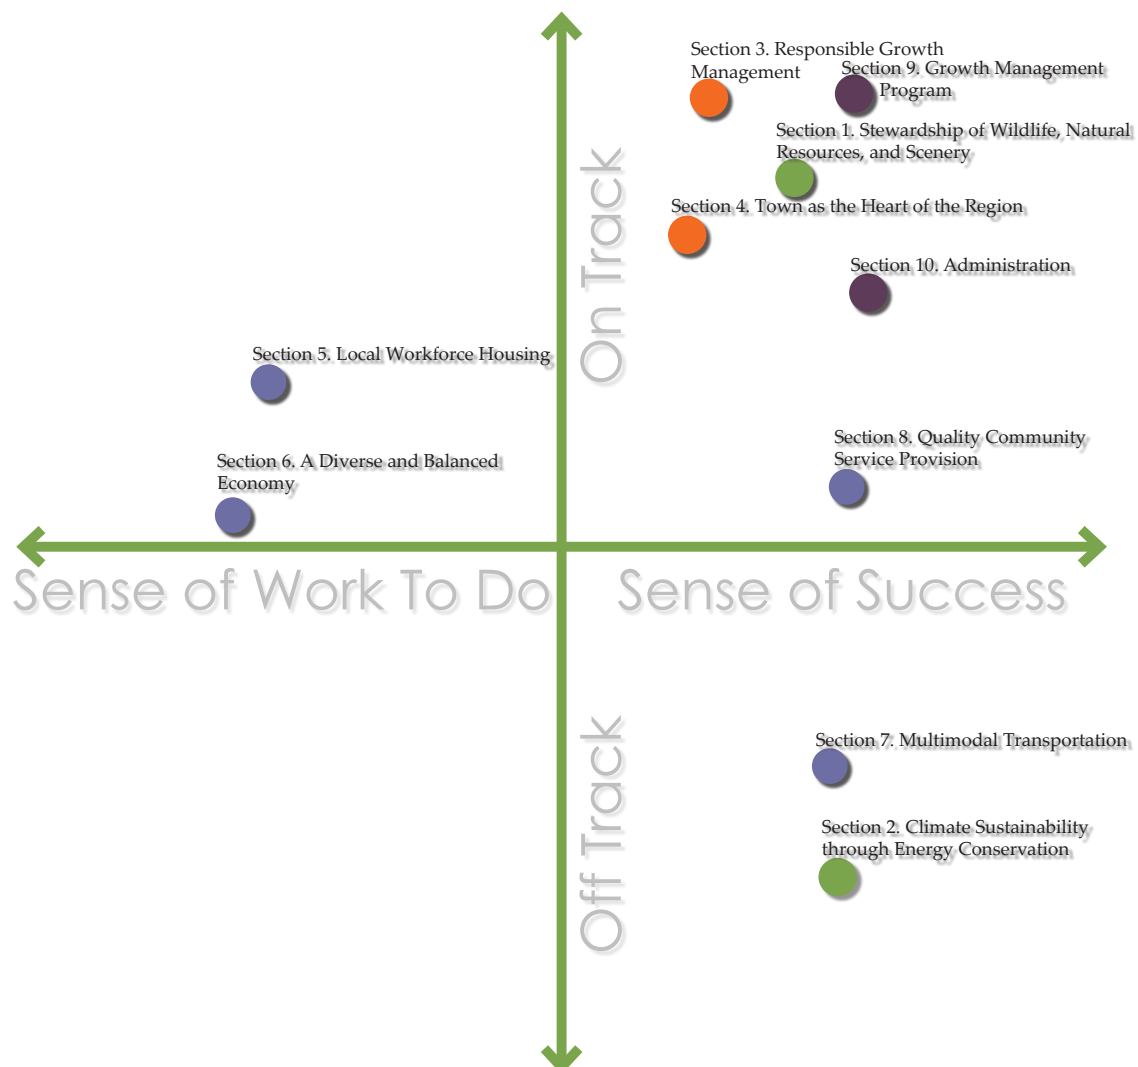 Section 3. Responsible Growth
Management
Section 9. Growth Management
Program
Section 1. Stewardship of Wildlife, Natural
Resources, and Scenery
On Track
Section 4. Town as the Heart of the Region
Section 10. Administration
Section 5. Local Workforce Housing
Section 8. Quality Community
Service Provision
Section 6. A Diverse and Balanced
Economy
Sense of Work To Do
Sense of Success
Off Track
Section 7. Multimodal Transportation
Section 2. Climate Sustainability
through Energy Conservation